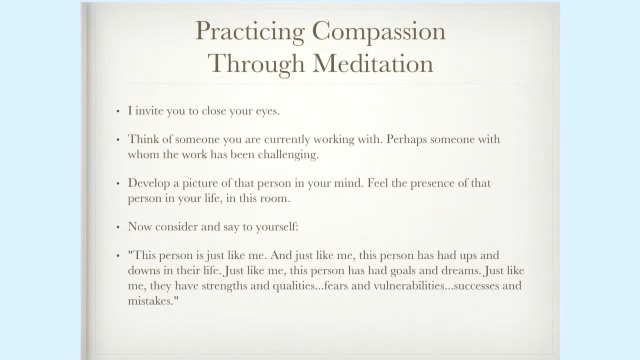 Practicing Compassion
Through Meditation
• I invite you to close your eyes.
• Think of someone you are currently working with. Perhaps someone with
whom the work has been challenging.
• Develop a picture of that person in your mind. Feel the presence of that
person in your life, in this room.
• Now consider and say to yourself:
• "This person is just like me. And just like me, this person has had ups and
downs in their life. Just like me, this person has had goals and dreams. Just like
me, they have strengths and qualities...fears and vulnerabilities...successes and
mistakes."